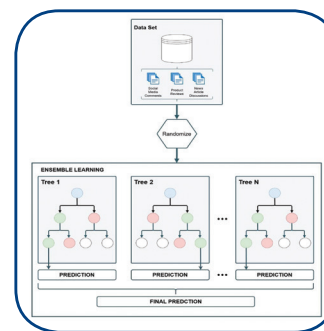 Data Set
Social Media Comments
Product Reviews
News Article Discussions
Randomize
ENSEMBLE LEARNING
Tree 1
Tree 2
Tree N
...
PREDICTION
PREDICTION
...
PREDICTION
FINAL PREDCTION